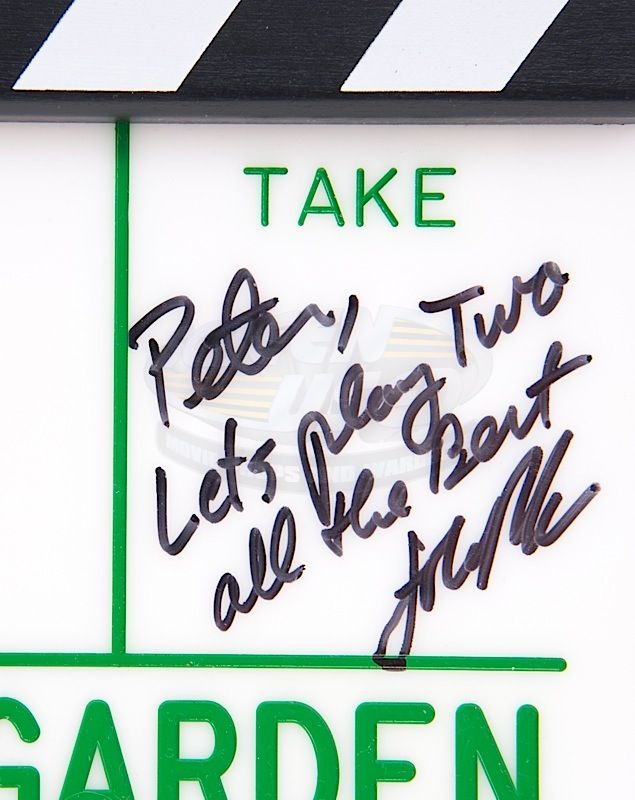 TAKE
Peter,
Lets play Two
all the Best
GARDEN